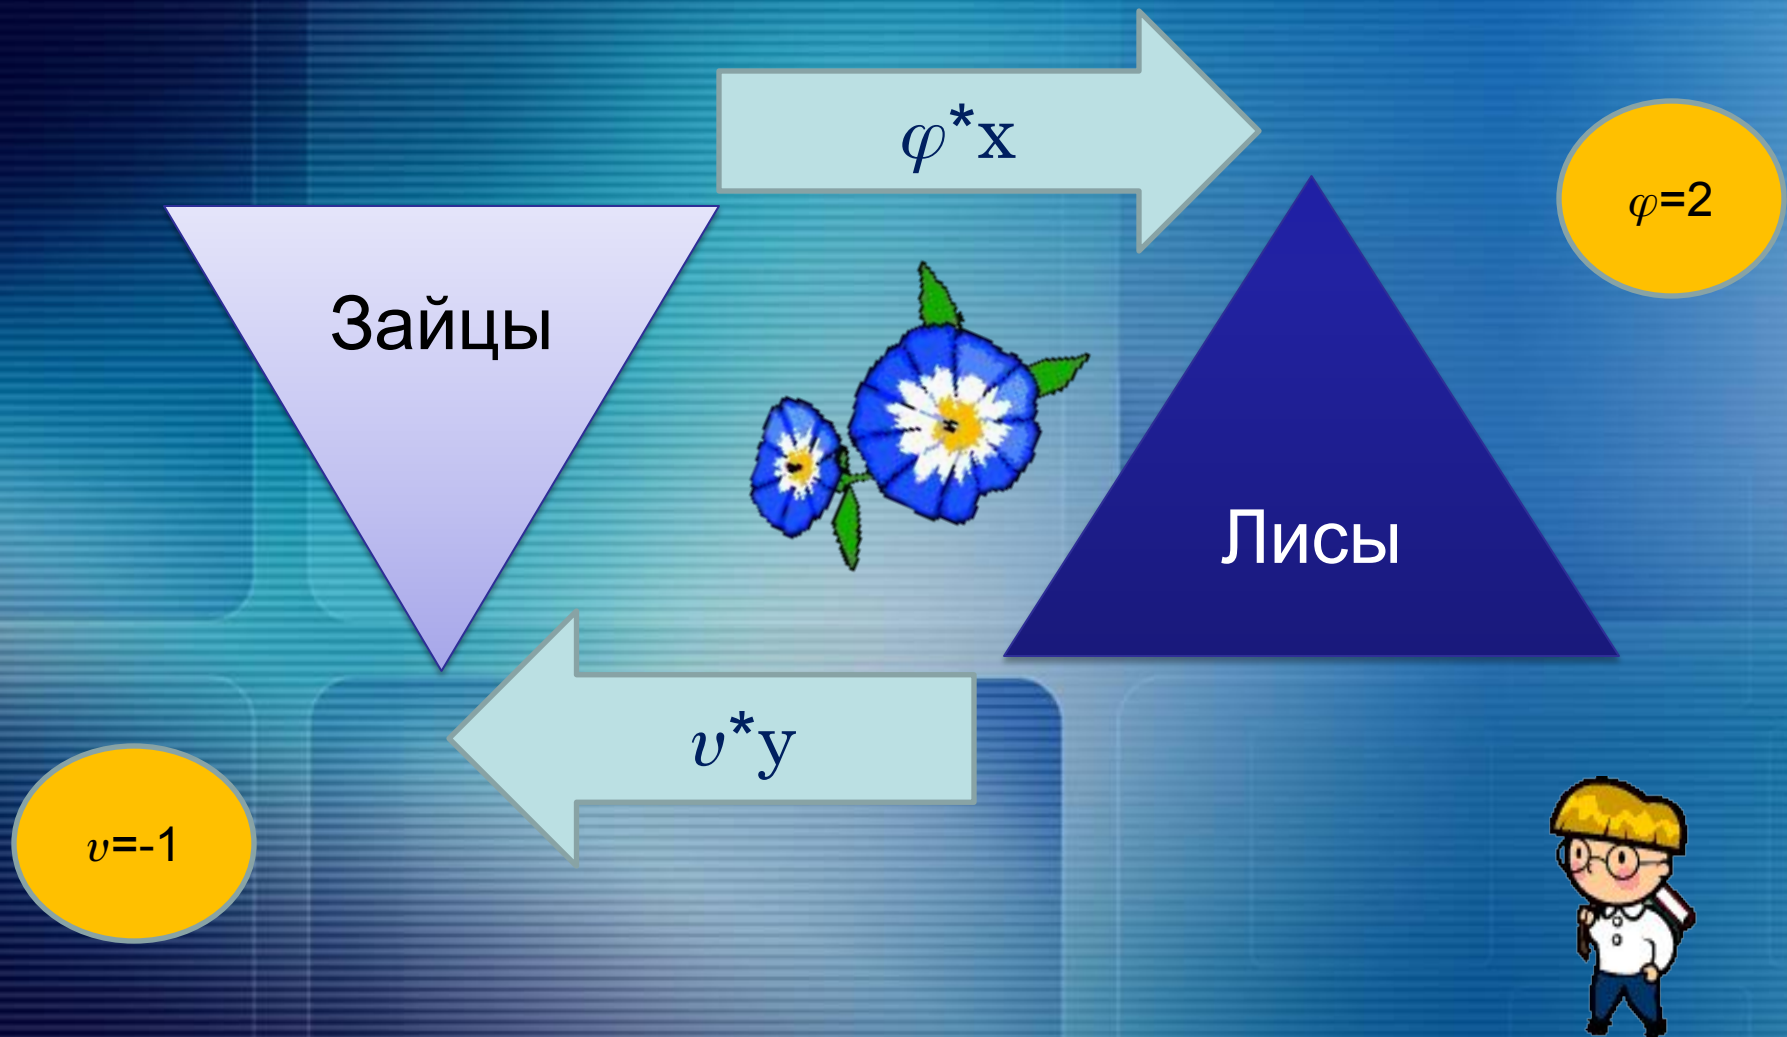 φ*x
φ=2
Зайцы
Лисы
υ*y
υ=-1